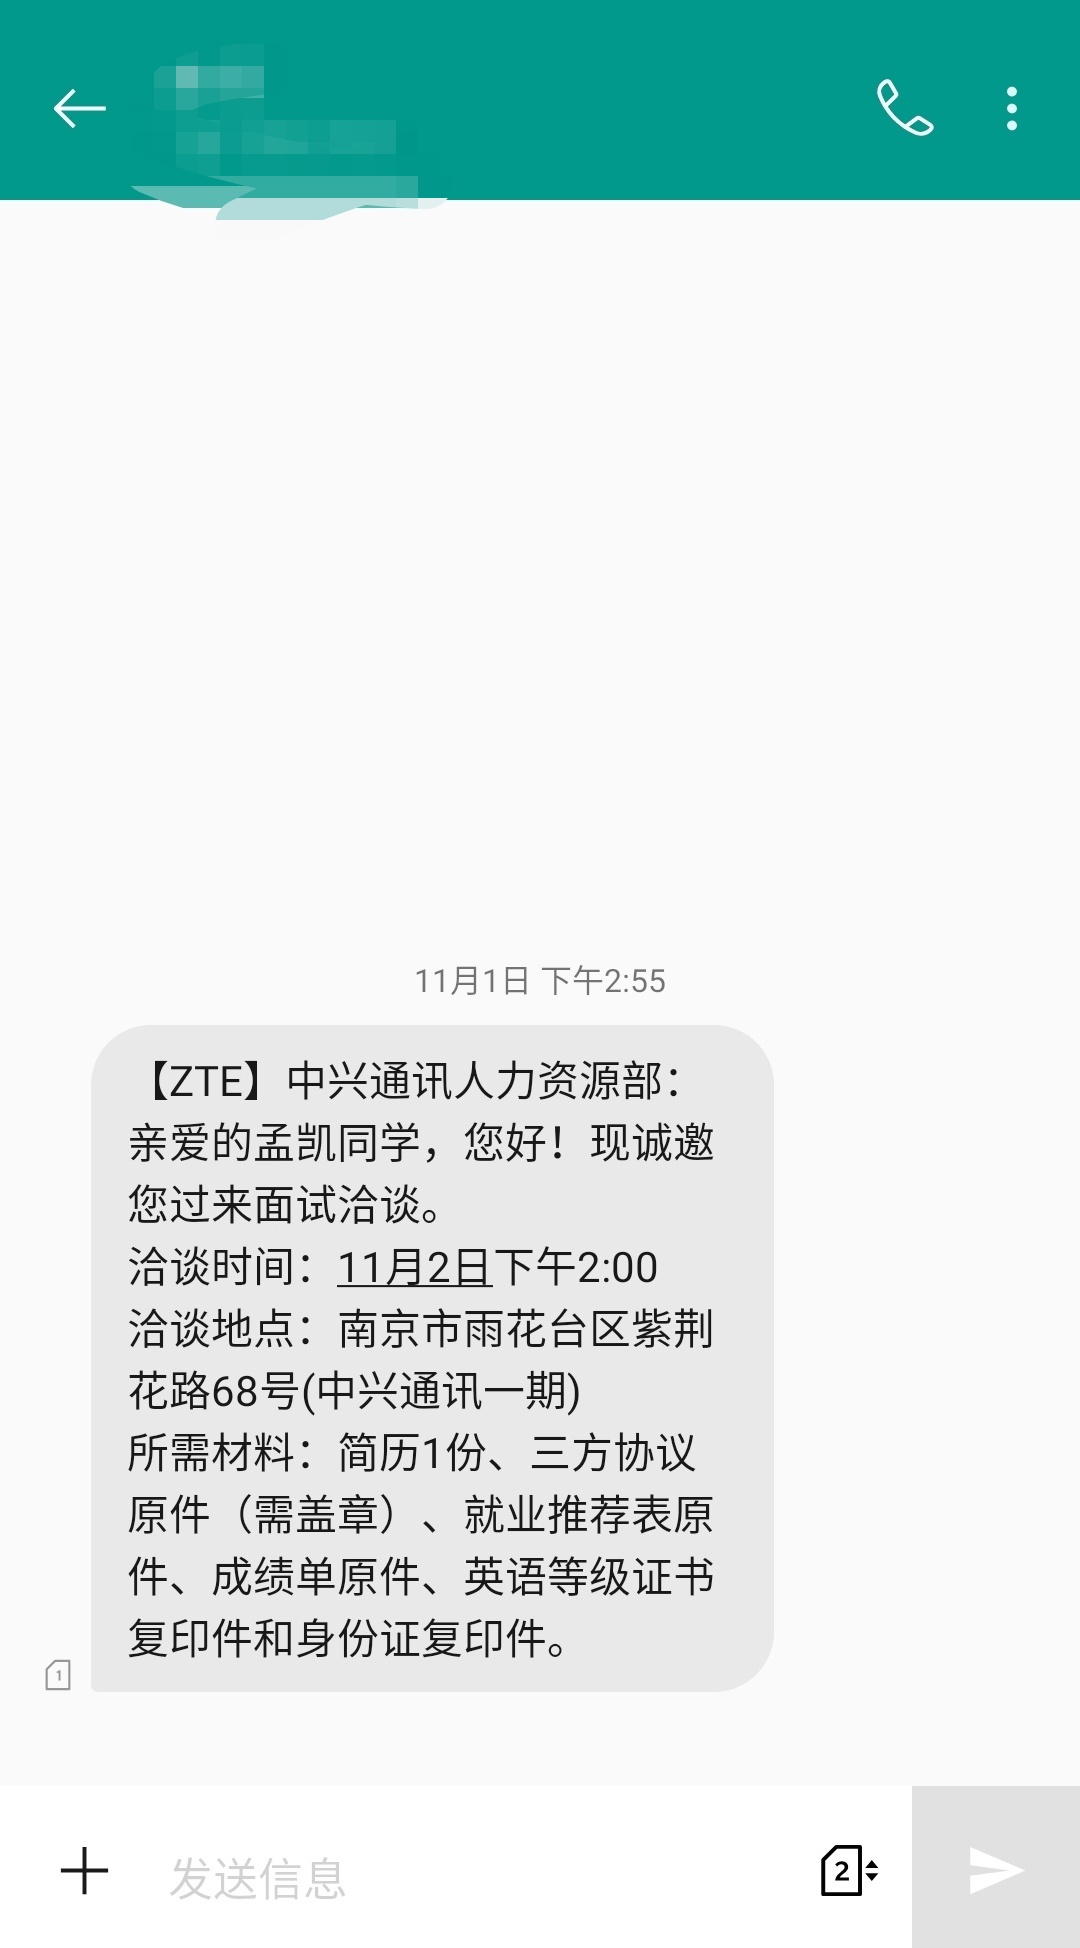 11月1日 下午2:55
【ZTE】中兴通讯人力资源部：
亲爱的孟凯同学，您好！现诚邀
您过来面试洽谈。
洽谈时间：11月2日下午2:00
洽谈地点：南京市雨花台区紫荆
花路68号(中兴通讯一期)
所需材料：简历1份、三方协议
原件（需盖章）、就业推荐表原
件、成绩单原件、英语等级证书
复印件和身份证复印件。
1
发送信息
2